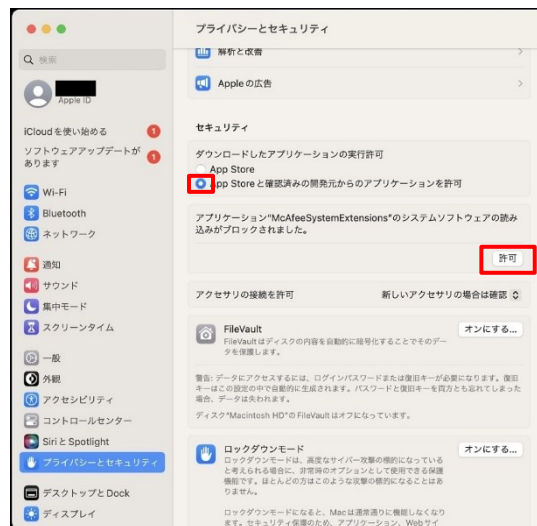 プライバシーとセキュリティ
検索
Apple ID
iCloudを使い始める
1
ソフトウェアアップデートが
あります
1
Wi-Fi
Bluetooth
ネットワーク
通知
サウンド
集中モード
スクリーンタイム
一般
外観
アクセシビリティ
コントロールセンター
Siri と Spotlight
プライバシーとセキュリティ
デスクトップとDock
ディスプレイ
解析と改善
Appleの広告
セキュリティ
ダウンロードしたアプリケーションの実行許可
App Store
App Storeと確認済みの開発元からのアプリケーションを許可
アプリケーション"McAfeeSystemExtensions"のシステムソフトウェアの読み
込みがブロックされました。
許可
アクセサリの接続を許可
新しいアクセサリの場合は確認
FileVault
オンにする...
FileVaultはディスクの内容を自動的に暗号化することでそのデー
タを保護します。
警告: データにアクセスするには、ログインパスワードまたは復旧キーが必要になります。復旧
キーはこの設定の中で自動的に生成されます。パスワードと復旧キーを両方とも忘れてしまった
場合、データは失われます。
ディスク"Macintosh HD"のFileVaultはオフになっています。
ロックダウンモード
オンにする...
ロックダウンモードは、高度なサイバー攻撃の標的になっている
と考えられる場合に、非常時のオプションとして使用できる保護
機能です。ほとんどの方はこのような攻撃の標的になることはあ
りません。
ロックダウンモードになると、Macは通常通りに機能しなくなり
ます。セキュリティ保護のため、アプリケーション、Webサイ